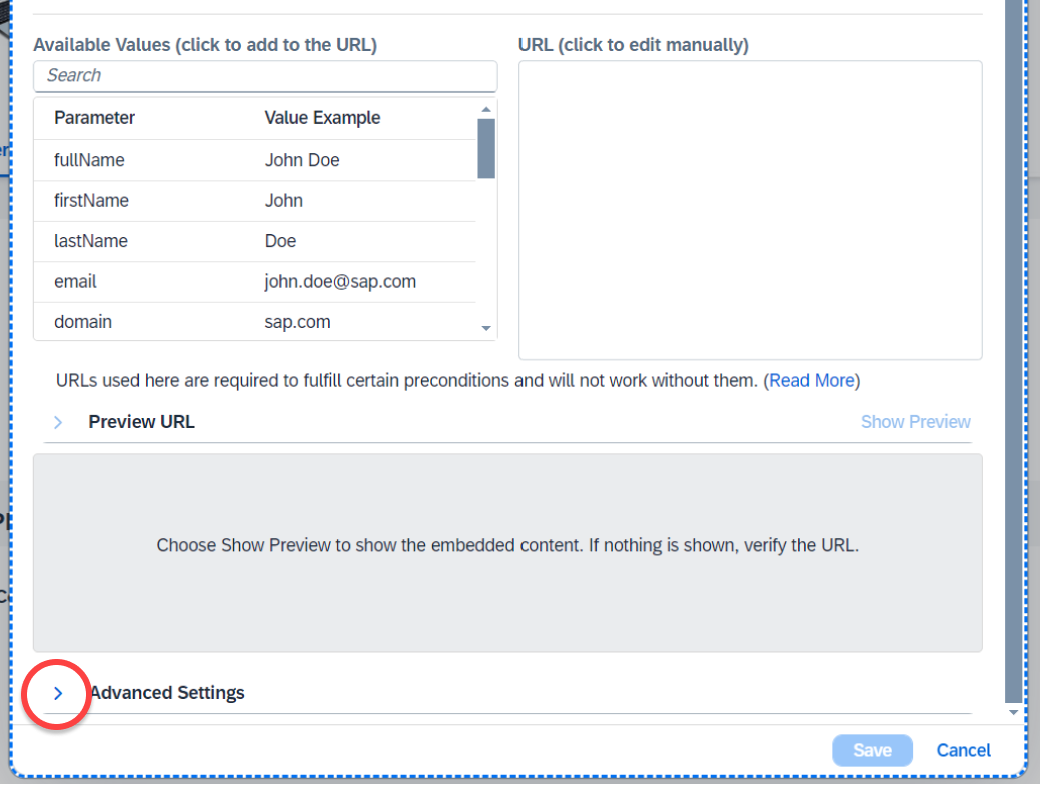 Available Values (click to add to the URL)
URL (click to edit manually)
Search
Parameter Value Example
fullName John Doe
firstName John
lastName Doe
email john.doe@sap.com
domain sap.com
URLs used here are required to fulfill certain preconditions and will not work without them. (Read More)
Preview URL Show Preview
Choose Show Preview to show the embedded content. If nothing is shown, verify the URL.
Advanced Settings
Save Cancel